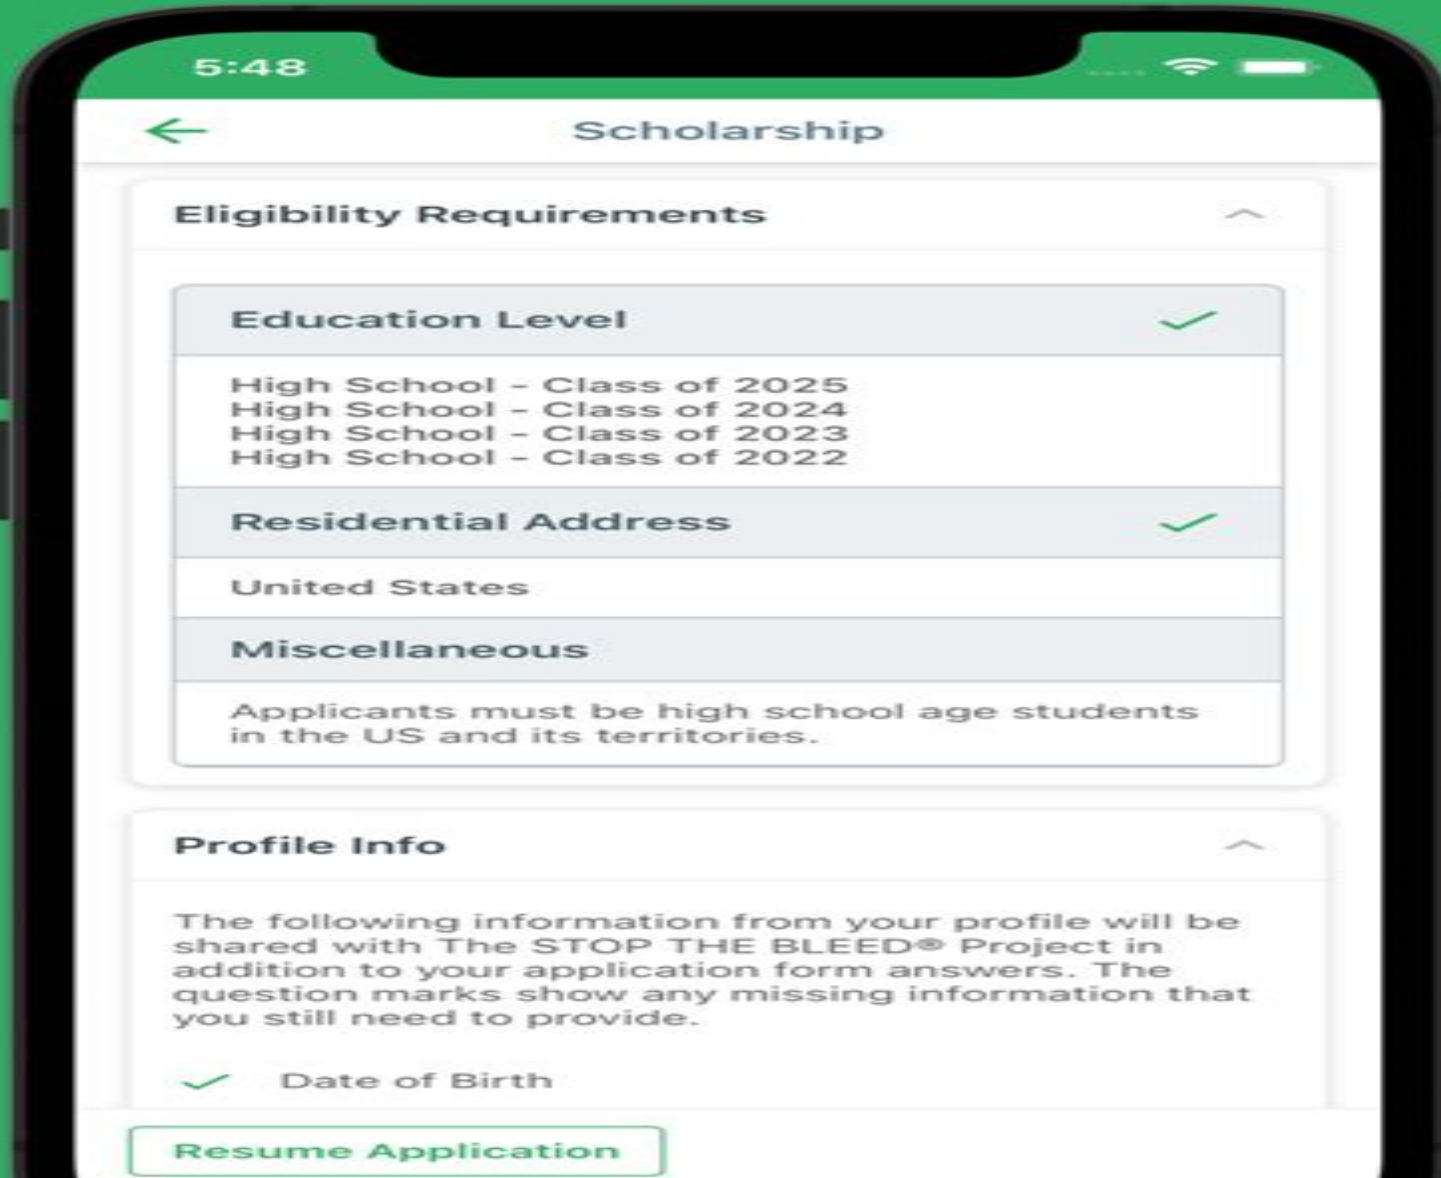 5:48
Scholarship
Eligibility Requirements
Education Level
High School - Class of 2025
High School - Class of 2024
High School - Class of 2023
High School - Class of 2022
Residential Address
United States
Miscellaneous
Applicants must be high school age students
in the US and its territories.
Profile Info
The following information from your profile will be
shared with The STOP THE BLEED® Project in
addition to your application form answers. The
question marks show any missing information that
you still need to provide.
Date of Birth
Resume Application